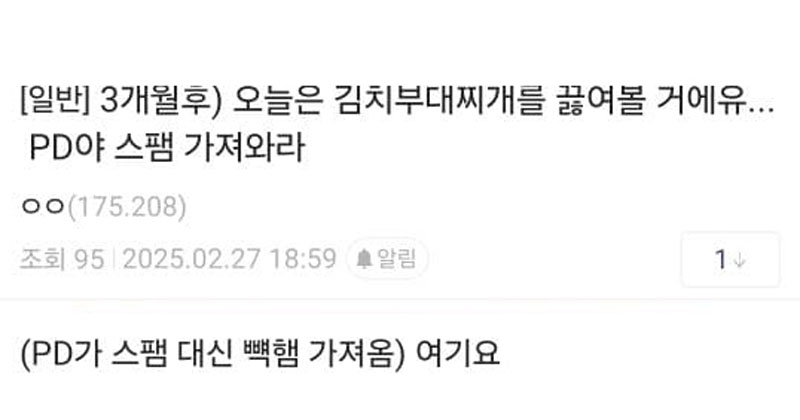 [일반] 3개월후) 오늘은 김치부대찌개를 끓여볼 거에유...
PD야 스팸 가져와라
ㅇㅇ(175.208)
조회 95 2025.02.27 18:59 알림
1↓
(PD가 스팸 대신 빽햄 가져옴) 여기요